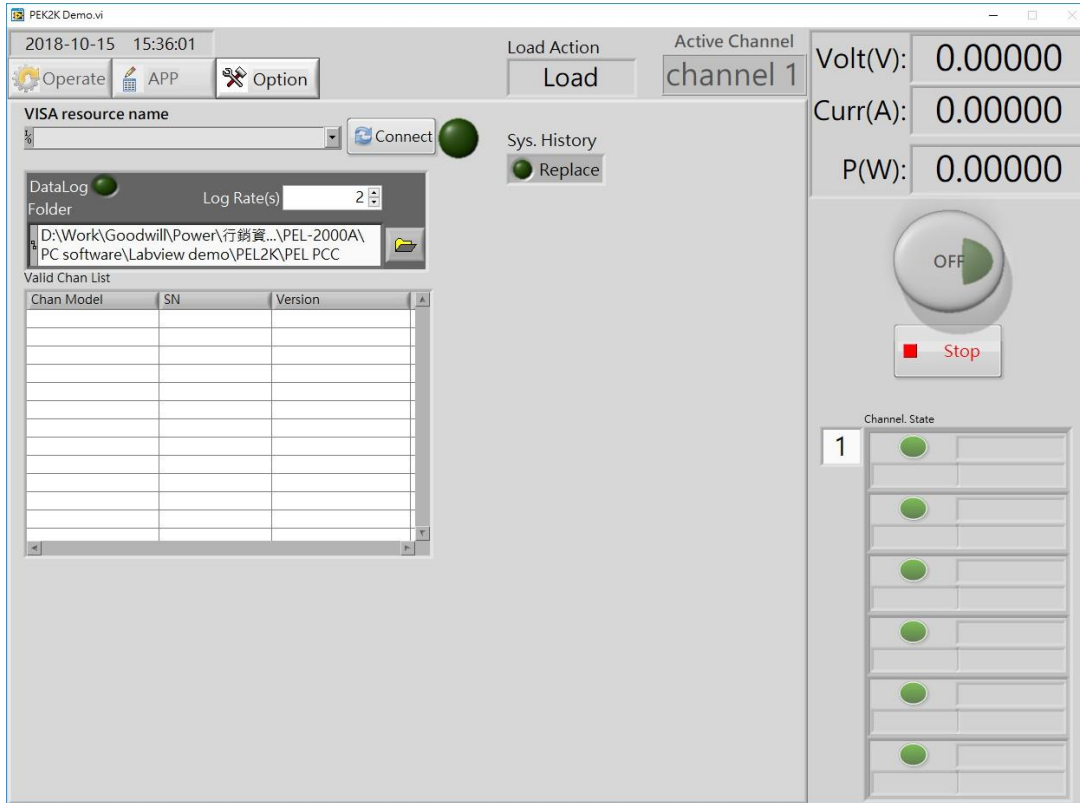 PEK2K Demo.vi
2018-10-15 15:36:01
Operate
APP
Option
Load Action
Load
Active Channel
channel 1
Volt(V): 0.00000
Curr(A): 0.00000
P(W): 0.00000
VISA resource name
Connect
Sys. History
Replace
DataLog
Folder
Log Rate(s) 2
D:\Work\Goodwill\Power\行銷資...\PEL-2000A\
PC software\Labview demo\PEL2K\PEL PCC
Valid Chan List
Chan Model SN Version
OFF
Stop
Channel. State
1